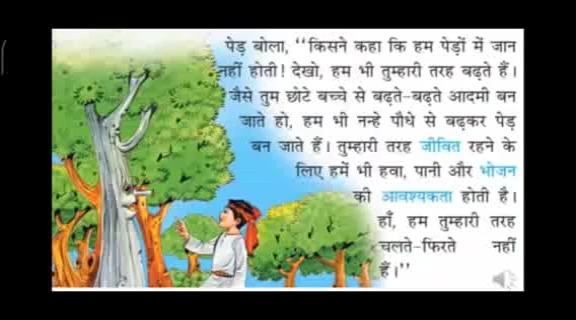 पेड़ बोला, ‘‘किसने कहा कि हम पेड़ों में जान
नहीं होती! देखो, हम भी तुम्हारी तरह बढ़ते हैं।
जैसे तुम छोटे बच्चे से बढ़ते-बढ़ते आदमी बन
जाते हो, हम भी नन्हे पौधे से बढ़कर पेड़
बन जाते हैं। तुम्हारी तरह जीवित रहने के
लिए हमें भी हवा, पानी और भोजन
की आवश्यकता होती है।
हाँ, हम तुम्हारी तरह
चलते-फिरते नहीं
हैं।’’